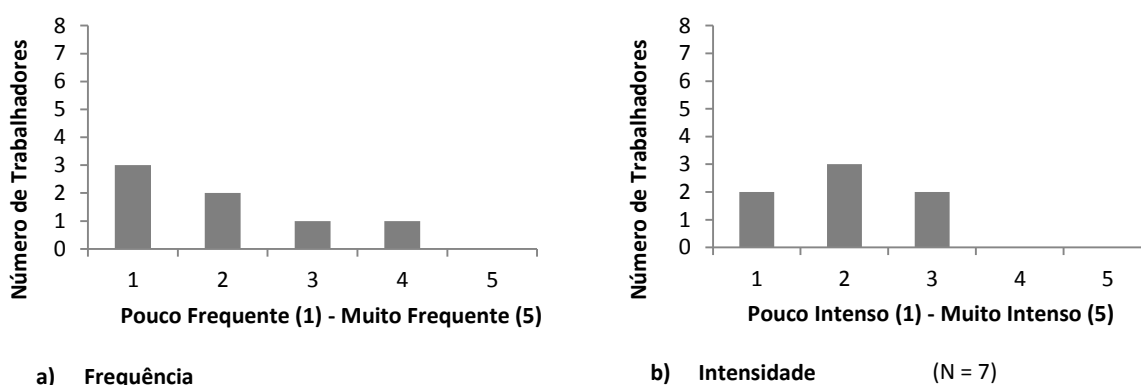 Número de Trabalhadores
8
7
6
5
4
3
2
1
0
1 2 3 4 5
Pouco Frequente (1) - Muito Frequente (5)
a) Frequência
Número de Trabalhadores
8
7
6
5
4
3
2
1
0
1 2 3 4 5
Pouco Intenso (1) - Muito Intenso (5)
b) Intensidade (N = 7)